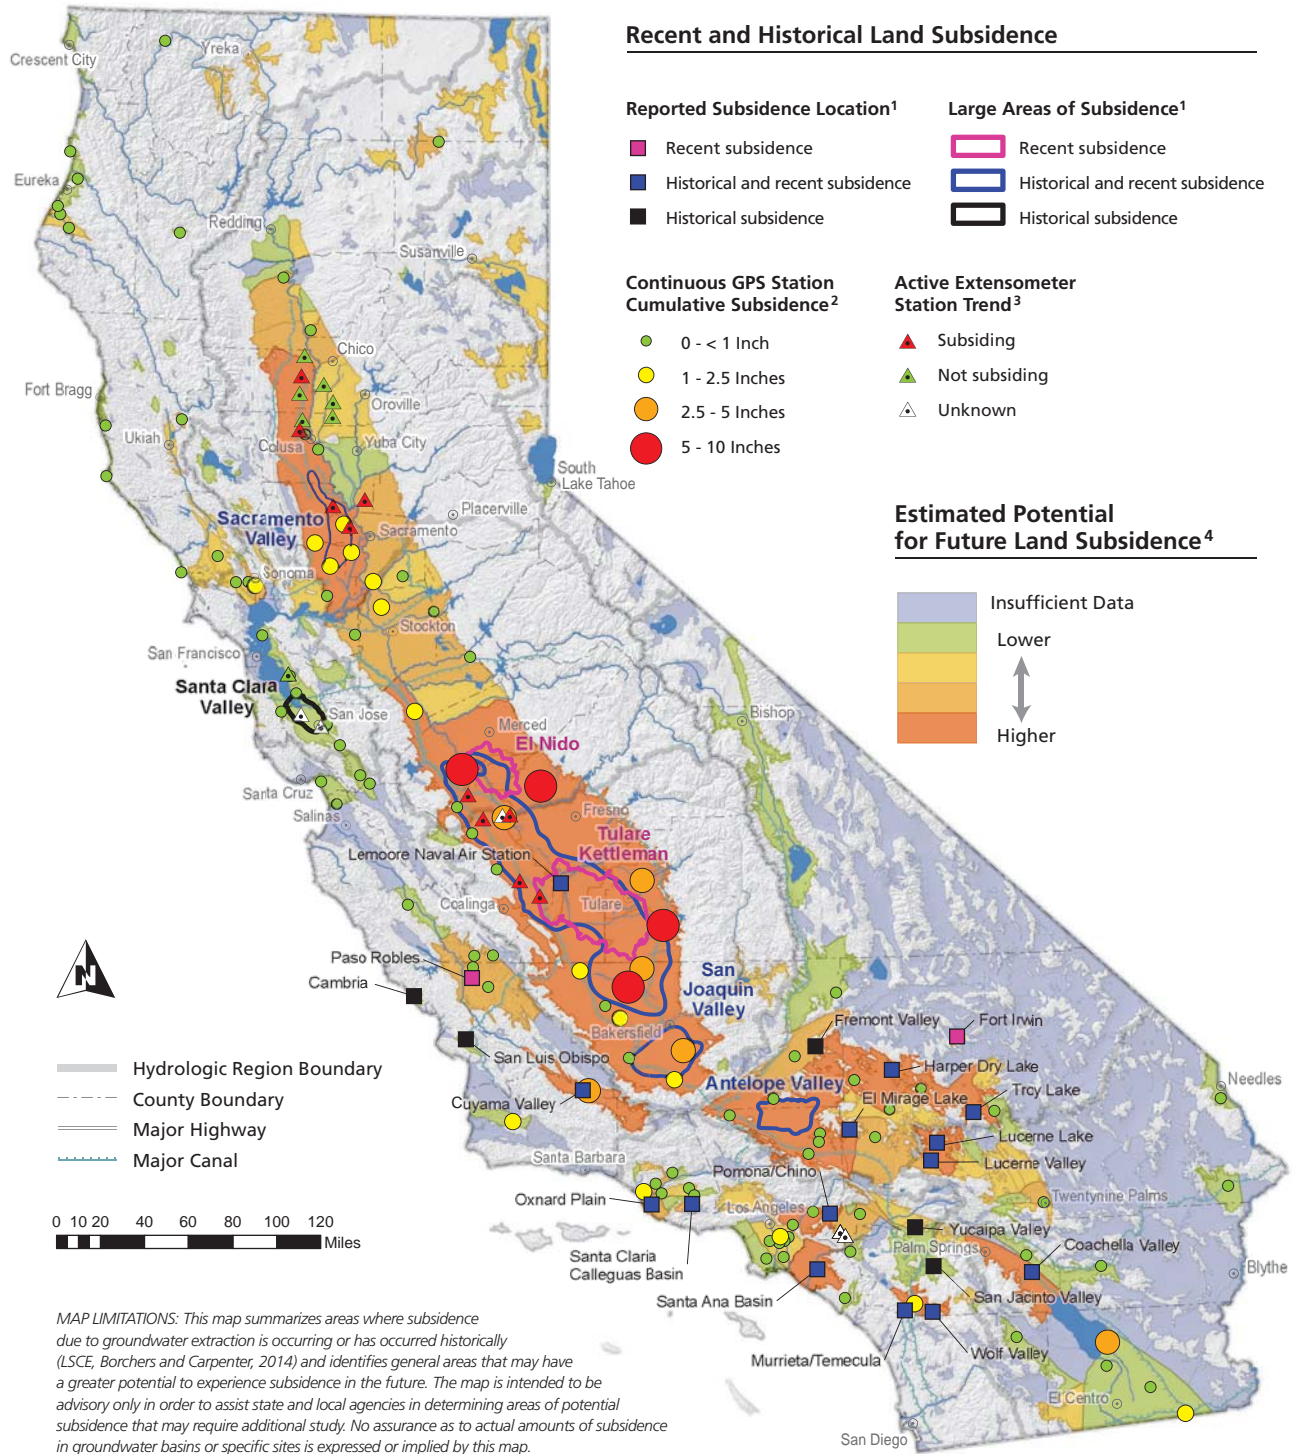 Recent and Historical Land Subsidence
Reported Subsidence Location1
Recent subsidence
Historical and recent subsidence
Historical subsidence
Large Areas of Subsidence1
Recent subsidence
Historical and recent subsidence
Historical subsidence
Continuous GPS Station
Cumulative Subsidence2
0 - < 1 Inch
1 - 2.5 Inches
2.5 - 5 Inches
5 - 10 Inches
Active Extensometer
Station Trend3
Subsiding
Not subsiding
Unknown
Estimated Potential
for Future Land Subsidence4
Insufficient Data
Lower
Higher
Crescent City
Yreka
Eureka
Redding
Susanville
Chico
Fort Bragg
Oroville
Ukiah
Colusa
Yuba City
South
Lake Tahoe
Placerville
Sacramento
Valley
Sacramento
Sonoma
Stockton
San Francisco
Santa Clara
Valley
San Jose
Bishop
Merced
El Nido
Santa Cruz
Salinas
Fresno
Tulare
Kettleman
Lemoore Naval Air Station
Coalinga
Tulare
Paso Robles
Cambria
San
Joaquin
Valley
Bakersfield
Fremont Valley
Fort Irwin
San Luis Obispo
Harper Dry Lake
Needles
Antelope Valley
El Mirage Lake
Troy Lake
Cuyama Valley
Lucerne Lake
Santa Barbara
Pomona/Chino
Lucerne Valley
Oxnard Plain
Los Angeles
Twentynine Palms
Yucaipa Valley
Palm Springs
Coachella Valley
Santa Claria
Calleguas Basin
Blythe
Santa Ana Basin
San Jacinto Valley
Murrieta/Temecula
Wolf Valley
El Centro
San Diego
N
Hydrologic Region Boundary
County Boundary
Major Highway
Major Canal
0 10 20 40 60 80 100 120
Miles
MAP LIMITATIONS: This map summarizes areas where subsidence
due to groundwater extraction is occurring or has occurred historically
(LSCE, Borchers and Carpenter, 2014) and identifies general areas that may have
a greater potential to experience subsidence in the future. The map is intended to be
advisory only in order to assist state and local agencies in determining areas of potential
subsidence that may require additional study. No assurance as to actual amounts of subsidence
in groundwater basins or specific sites is expressed or implied by this map.